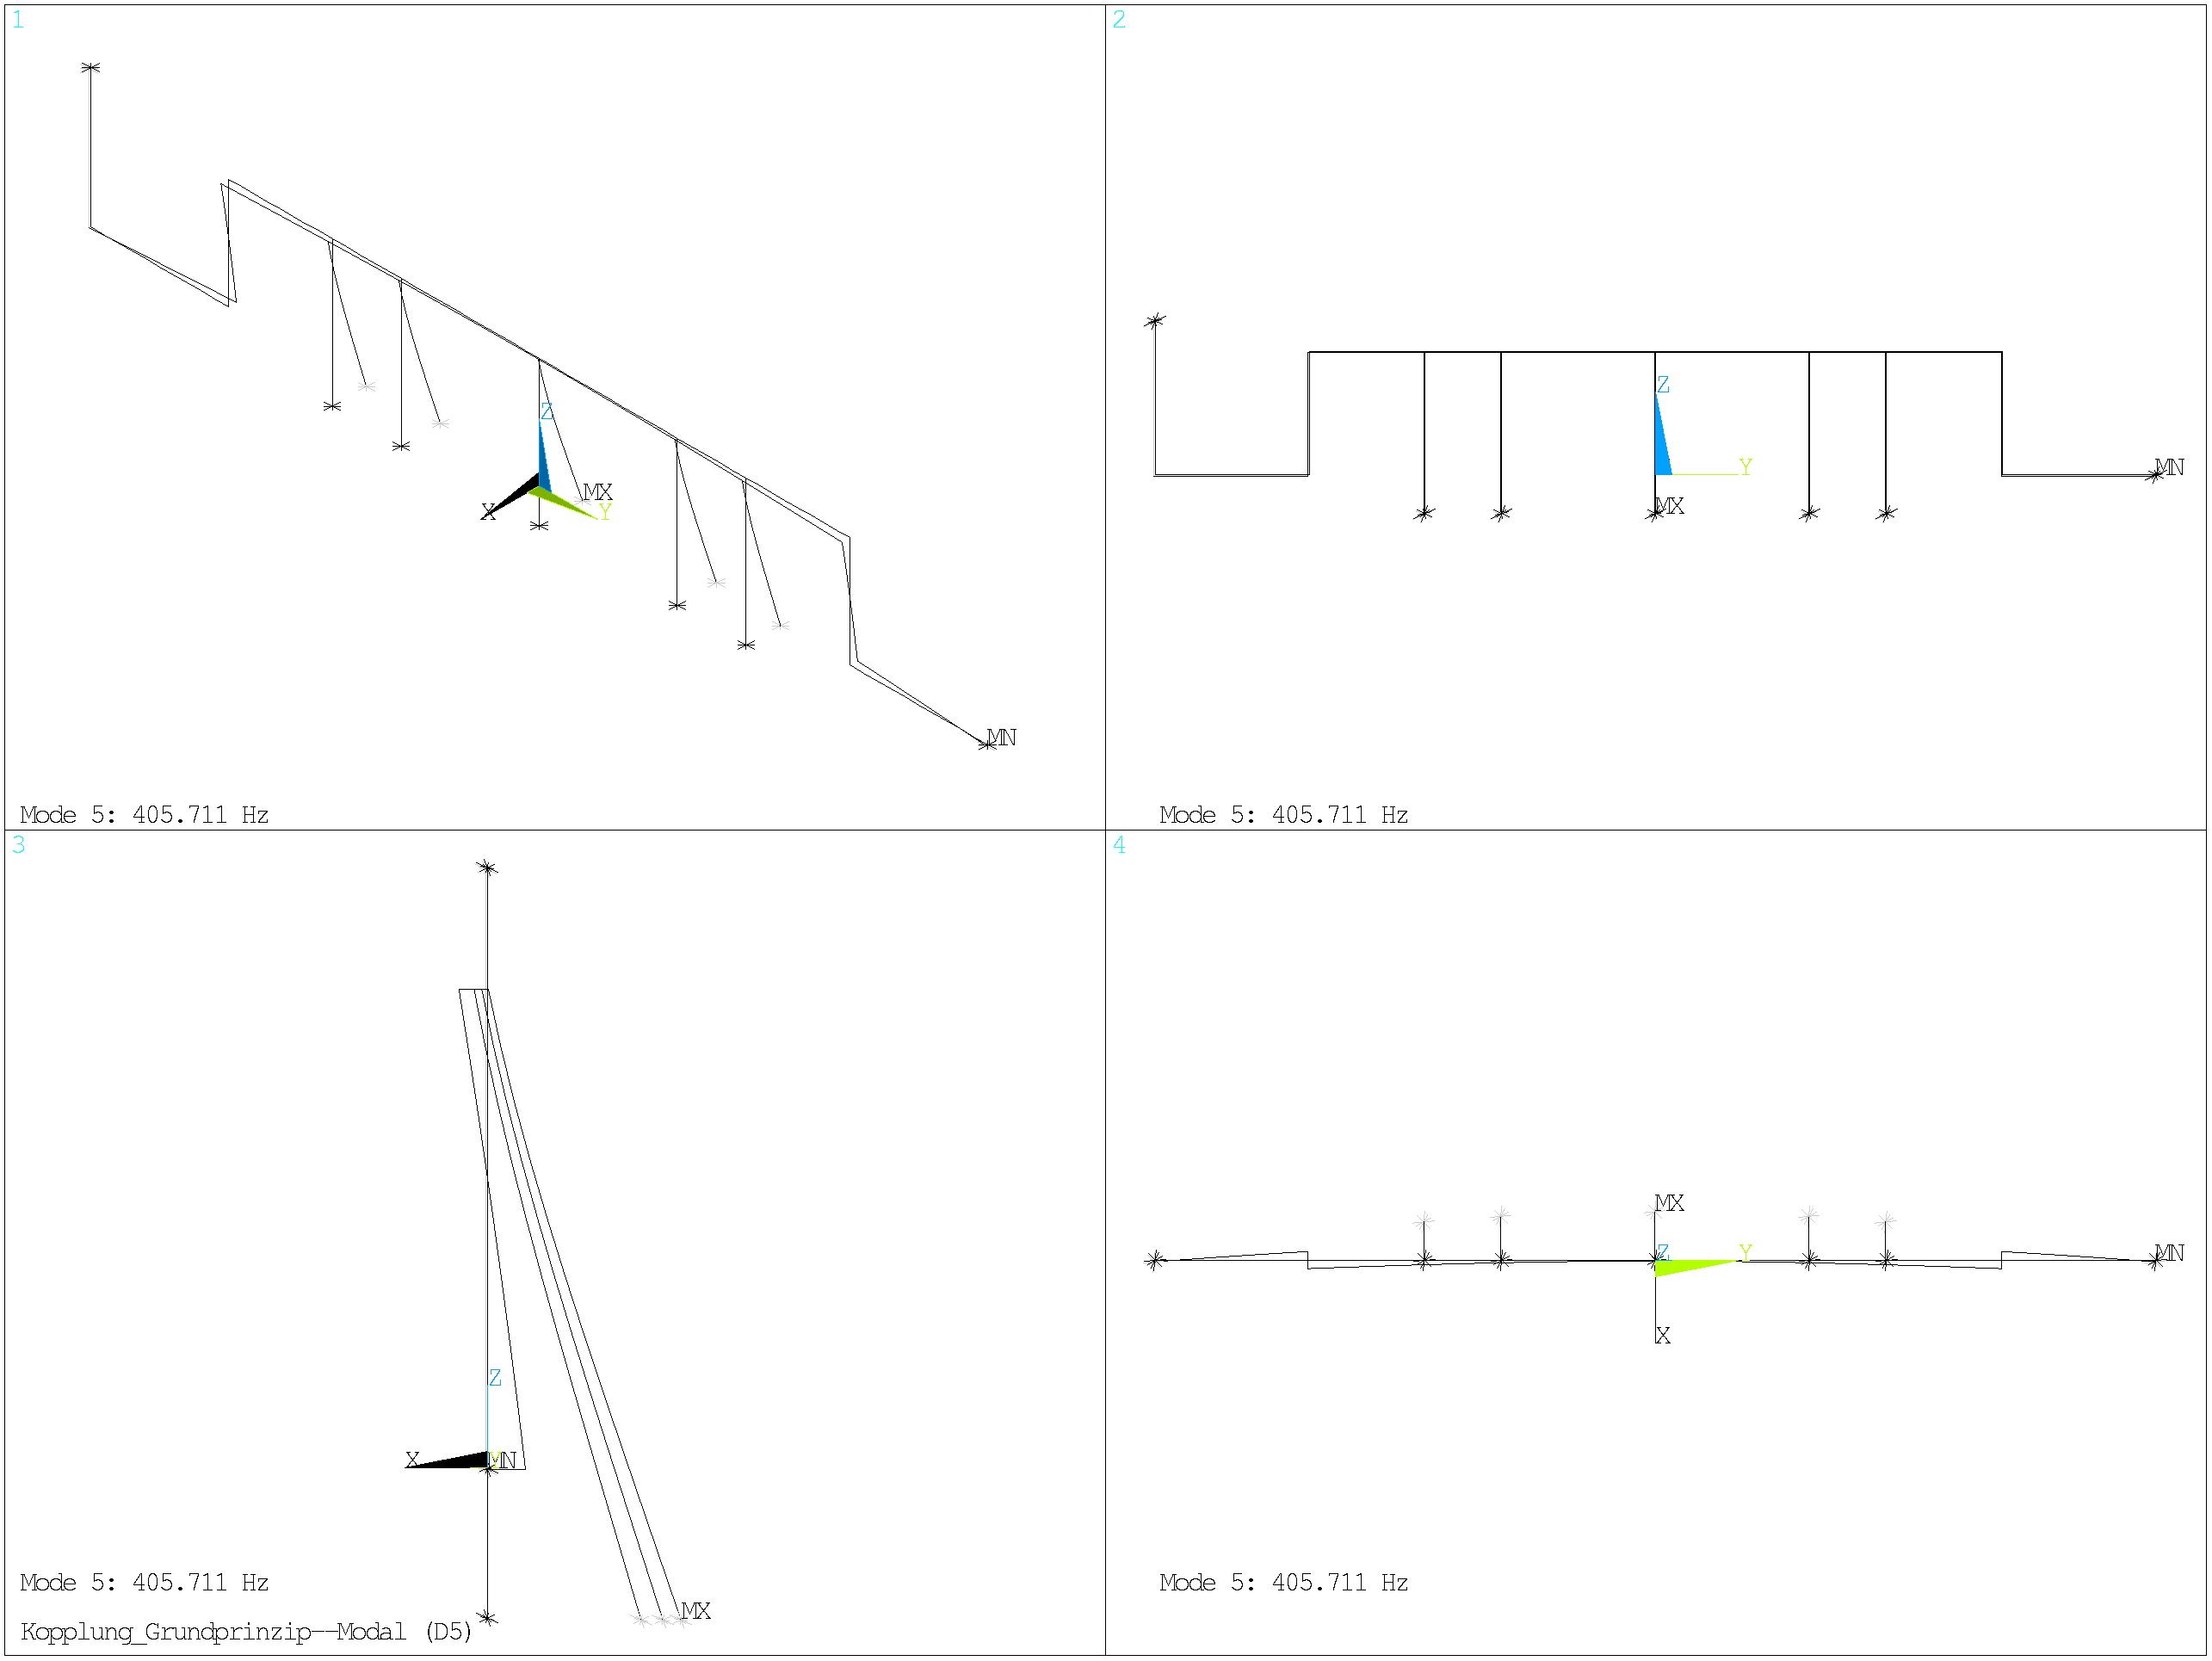 1
Z
MX
X
Y
MN
Mode 5: 405.711 Hz
2
Z
Y
MN
MX
Mode 5: 405.711 Hz
3
Z
X
Y
MN
MX
Mode 5: 405.711 Hz
Kopplung_Grundprinzip--Modal (D5)
4
MX
Z
Y
MN
X
Mode 5: 405.711 Hz